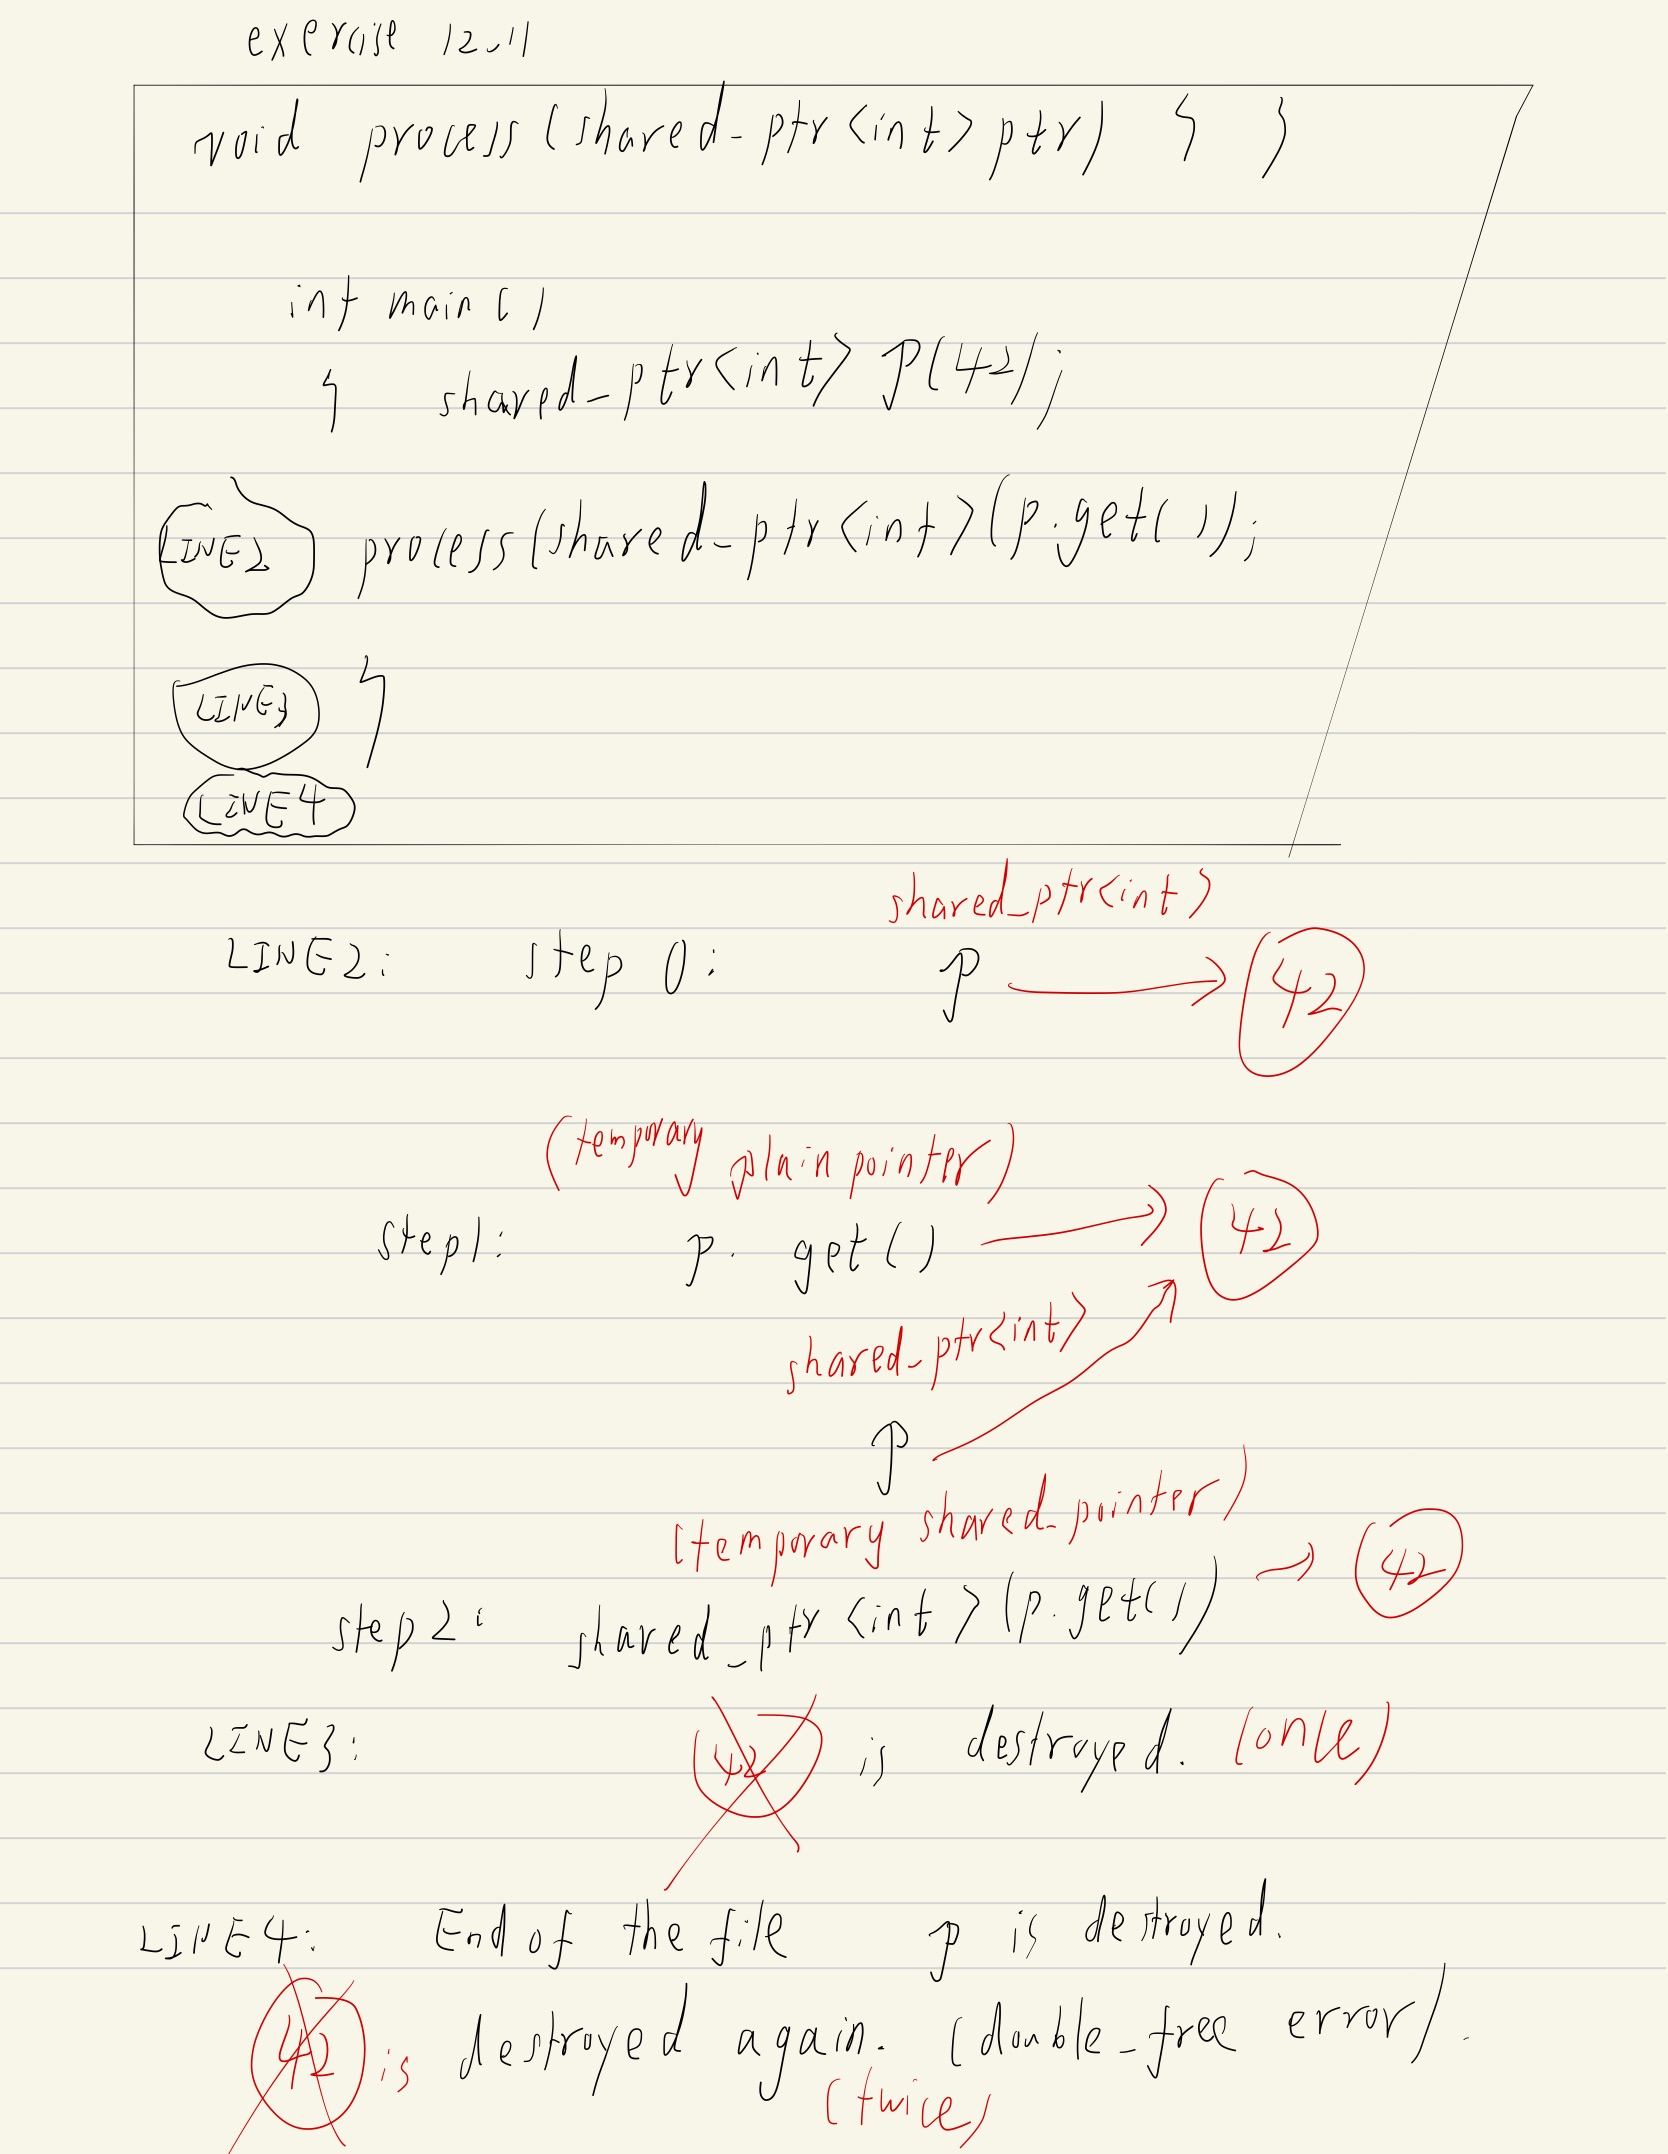 exercise 12.11
void process(shared_ptr<int> ptr) { }
int main()
{ shared_ptr<int> p(42);
LINE2 process(shared_ptr<int>(p.get());
LINE3 }
LINE4
shared_ptr<int>
LINE2: step 0: p 42
(temporary plain pointer)
step1: p. get() 42
shared_ptr<int>
p
(temporary shared_pointer)
step2: shared_ptr<int>(p.get()) 42
LINE3: 42 is destroyed. (once)
LINE4: End of the file p is destroyed.
42 is destroyed again. (double_free error).
(twice)